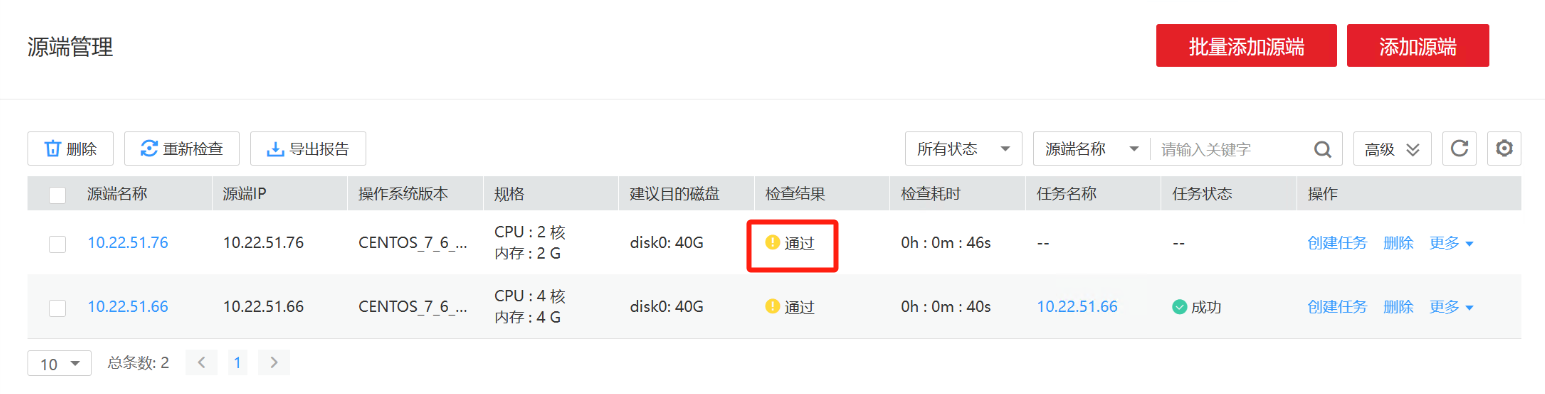 源端管理
批量添加源端 添加源端
删除 重新检查 导出报告 所有状态 源端名称 请输入关键字 高级
源端名称 源端IP 操作系统版本 规格 建议目的磁盘 检查结果 检查耗时 任务名称 任务状态 操作
10.22.51.76 10.22.51.76 CENTOS_7_6_... CPU : 2 核 disk0: 40G 通过 0h : 0m : 46s -- -- 创建任务 删除 更多
内存 : 2 G
10.22.51.66 10.22.51.66 CENTOS_7_6_... CPU : 4 核 disk0: 40G 通过 0h : 0m : 40s 10.22.51.66 成功 创建任务 删除 更多
内存 : 4 G
10 总条数: 2 < 1 >